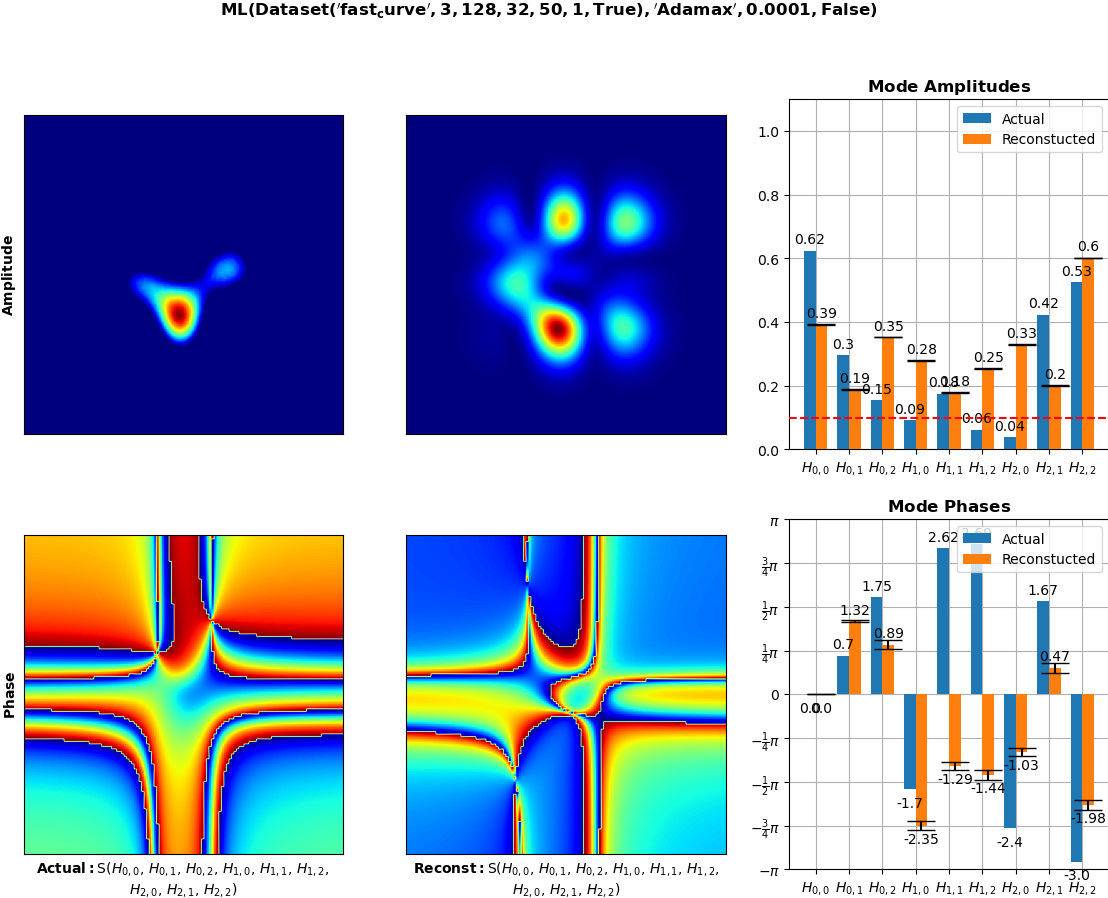 ML(Dataset('fast_curve', 3, 128, 32, 50, 1, True), 'Adamax', 0.0001, False)
Amplitude
Mode Amplitudes
Actual
Reconstucted
1.0
0.8
0.6
0.4
0.2
0.0
0.62
0.39
0.3
0.19
0.15
0.35
0.09
0.28
0.18
0.18
0.06
0.25
0.04
0.33
0.42
0.2
0.53
0.6
H0,0 H0,1 H0,2 H1,0 H1,1 H1,2 H2,0 H2,1 H2,2
Phase
Actual: S(H0,0, H0,1, H0,2, H1,0, H1,1, H1,2,
H2,0, H2,1, H2,2)
Reconst: S(H0,0, H0,1, H0,2, H1,0, H1,1, H1,2,
H2,0, H2,1, H2,2)
Mode Phases
Actual
Reconstucted
π
3/4π
1/2π
1/4π
0
−1/4π
−1/2π
−3/4π
−π
0.0
0.0
0.7
1.32
1.75
0.89
-1.7
-2.35
2.62
-1.29
-1.44
-2.4
-1.03
1.67
0.47
-3.0
-1.98
H0,0 H0,1 H0,2 H1,0 H1,1 H1,2 H2,0 H2,1 H2,2